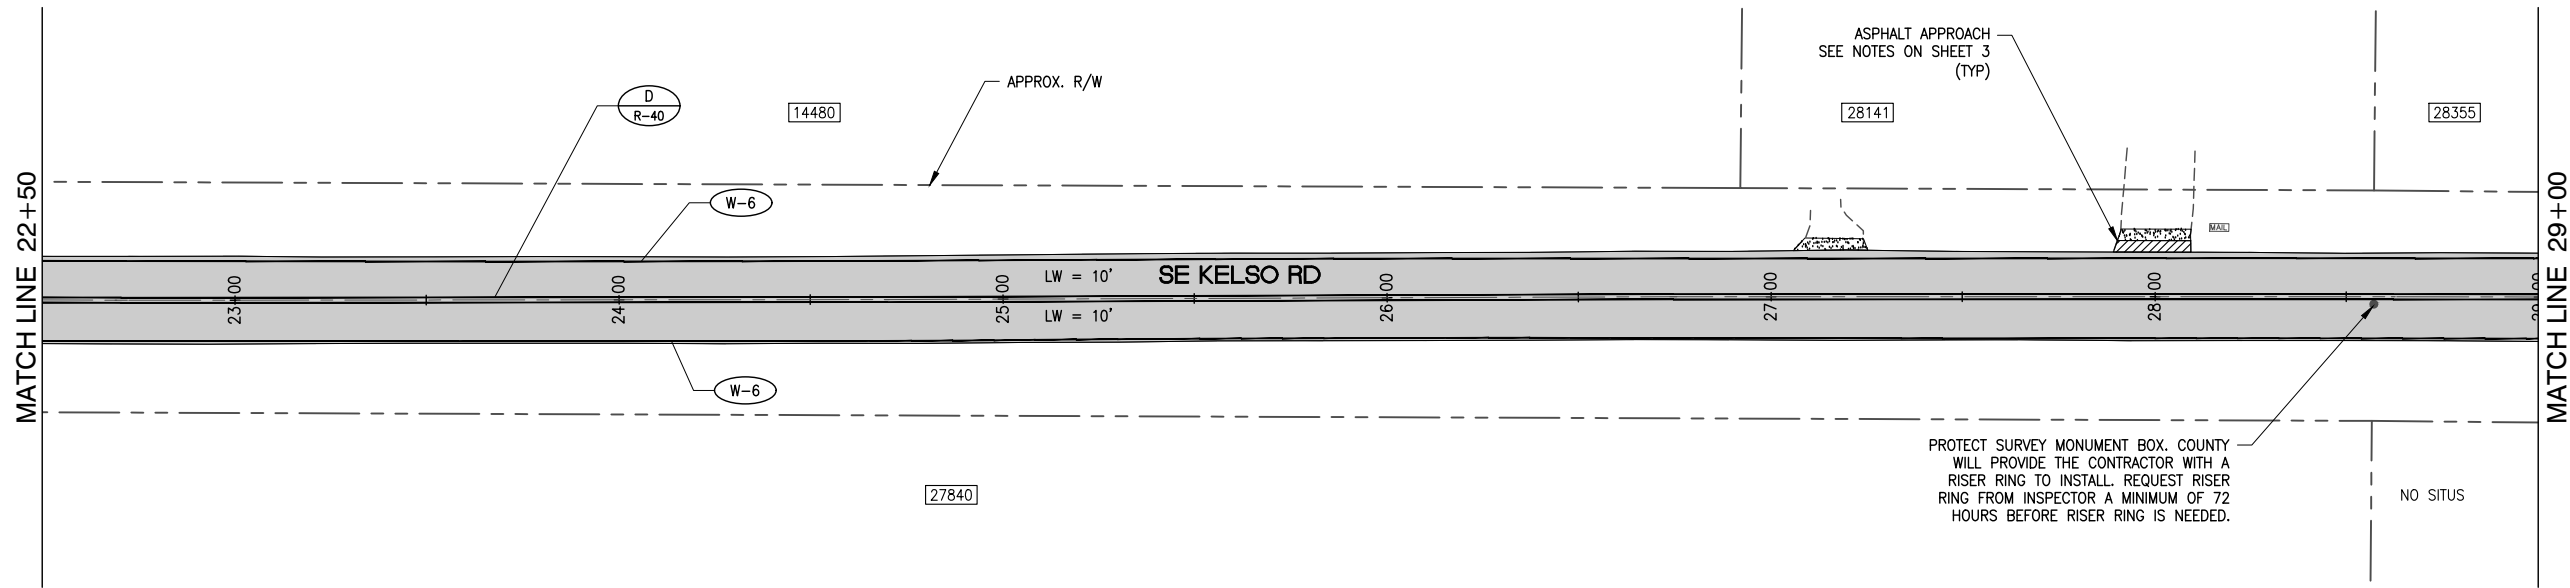 MATCH LINE 22+50
D
R-40
14480
APPROX. R/W
ASPHALT APPROACH
SEE NOTES ON SHEET 3
(TYP)
28141
28355
W-6
MAIL
LW = 10'
SE KELSO RD
LW = 10'
23+00
24+00
25+00
26+00
27+00
28+00
29+00
W-6
27840
PROTECT SURVEY MONUMENT BOX. COUNTY
WILL PROVIDE THE CONTRACTOR WITH A
RISER RING TO INSTALL. REQUEST RISER
RING FROM INSPECTOR A MINIMUM OF 72
HOURS BEFORE RISER RING IS NEEDED.
NO SITUS
MATCH LINE 29+00